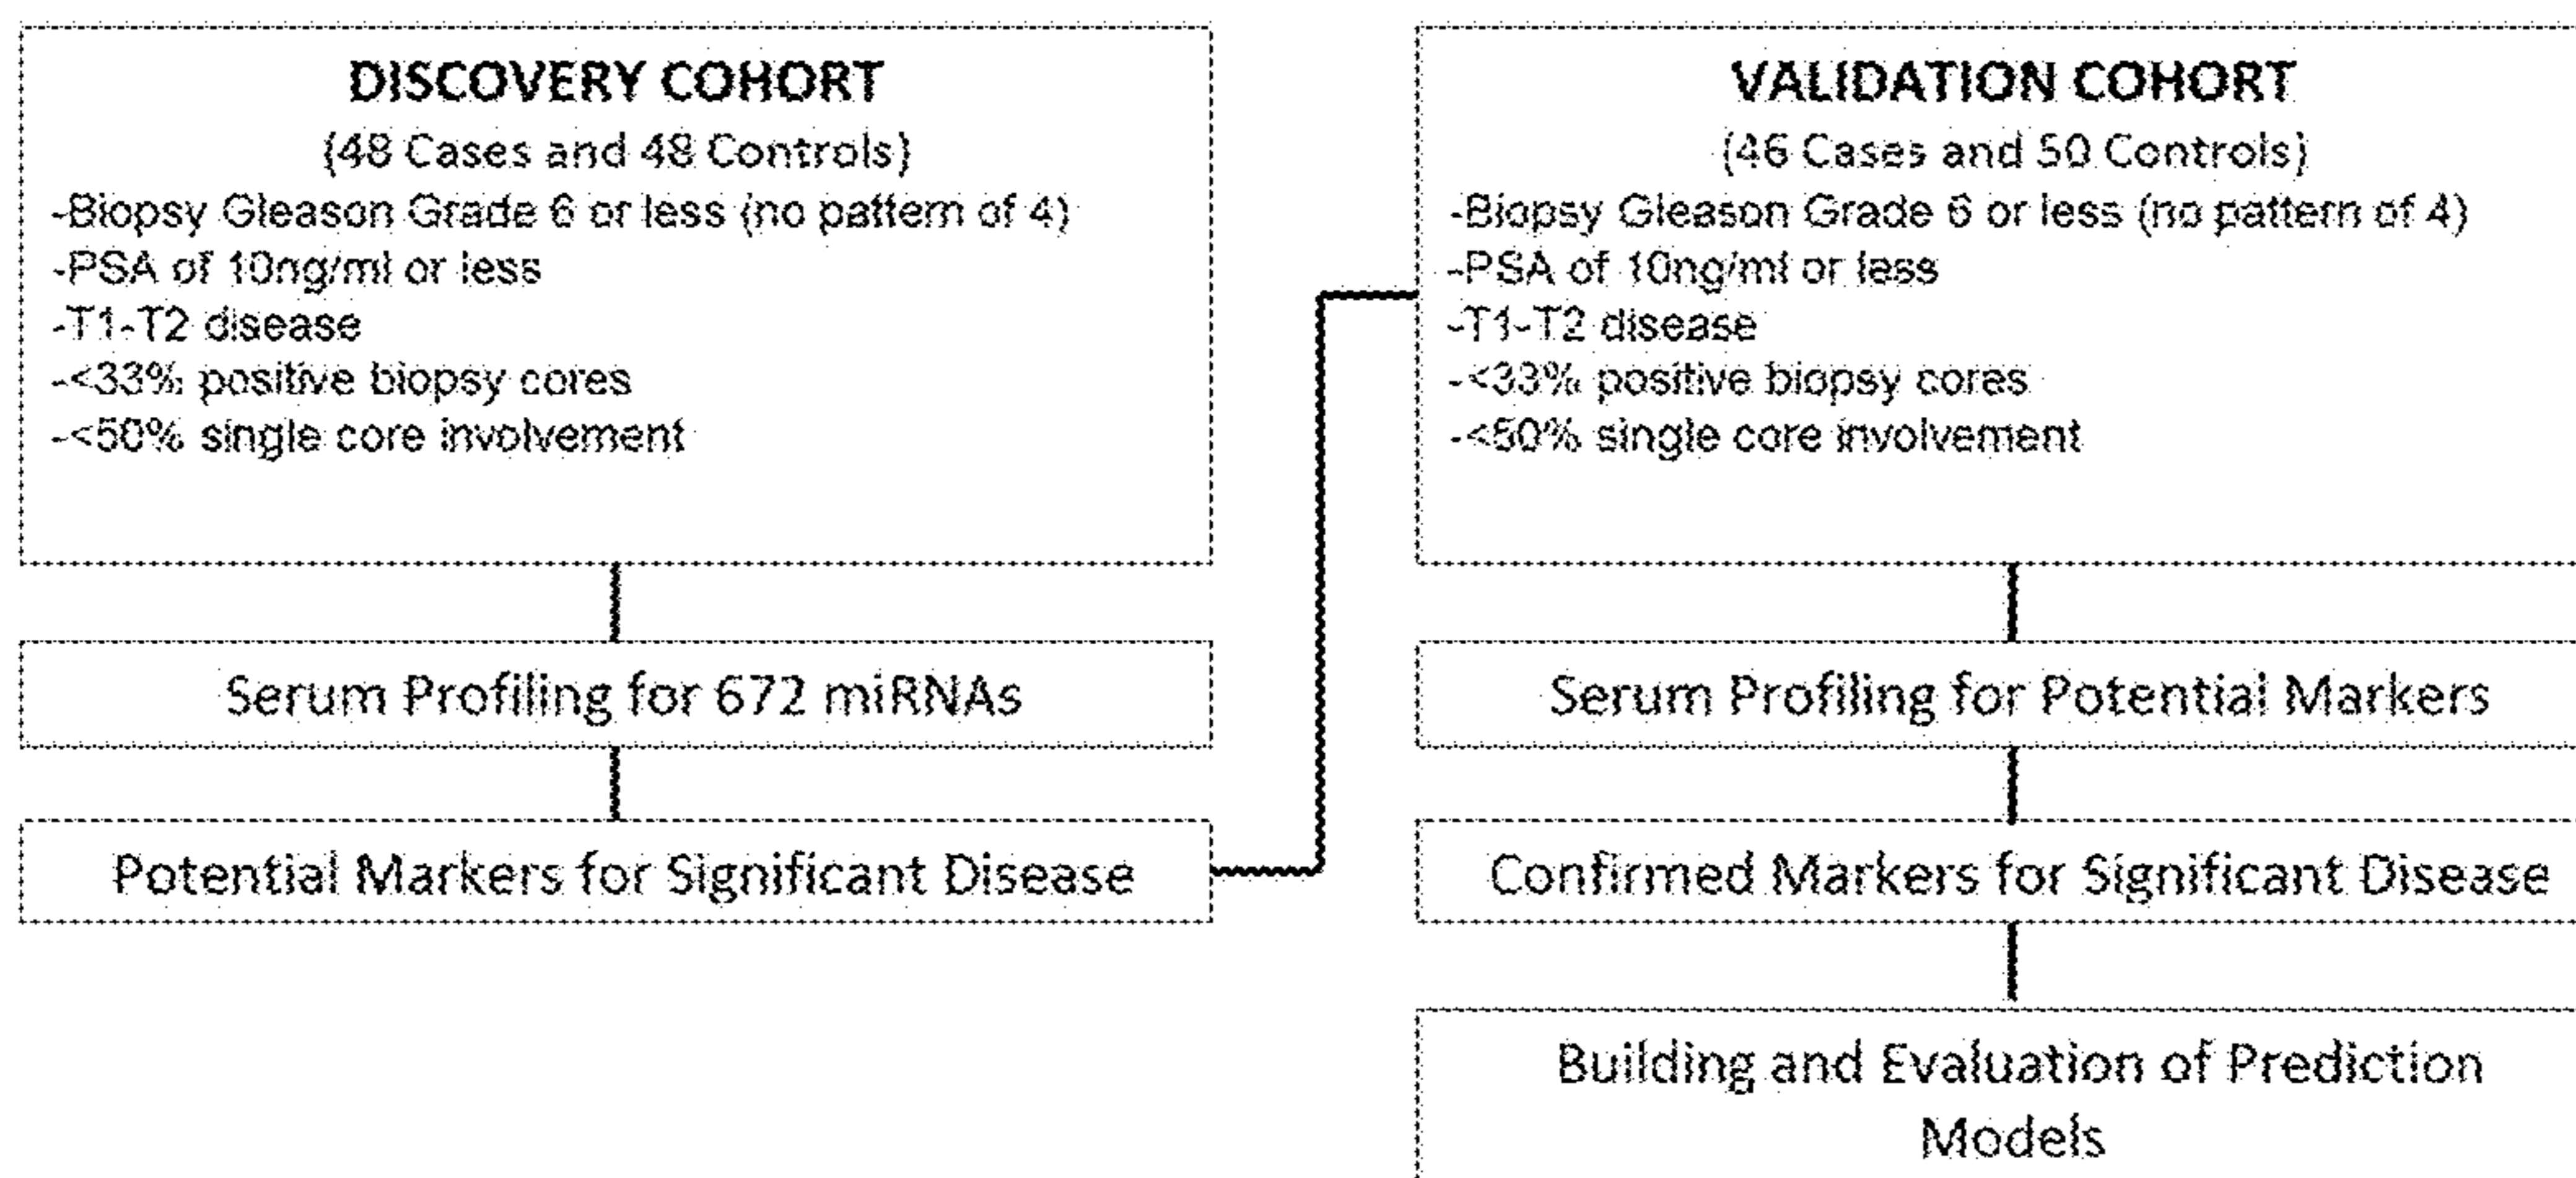 DISCOVERY COHORT
(48 Cases and 48 Controls)
-Biopsy Gleason Grade 6 or less (no pattern of 4)
-PSA of 10ng/ml or less
-T1-T2 disease
-<33% positive biopsy cores
-<50% single core involvement
Serum Profiling for 672 miRNAs
Potential Markers for Significant Disease
VALIDATION COHORT
(46 Cases and 50 Controls)
-Biopsy Gleason Grade 6 or less (no pattern of 4)
-PSA of 10ng/ml or less
-T1-T2 disease
-<33% positive biopsy cores
-<50% single core involvement
Serum Profiling for Potential Markers
Confirmed Markers for Significant Disease
Building and Evaluation of Prediction
Models